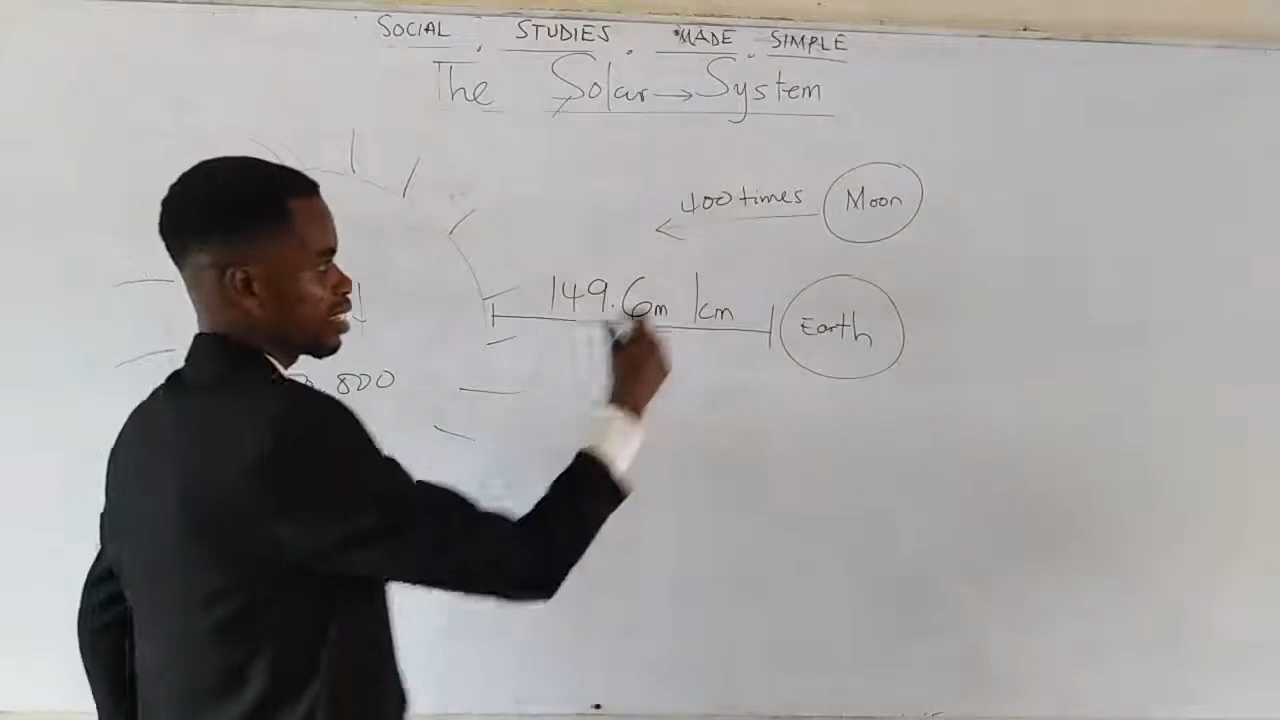 SOCIAL . STUDIES . MADE . SIMPLE
The Solar → System
400 times
Moon
149.6m km
Earth
800